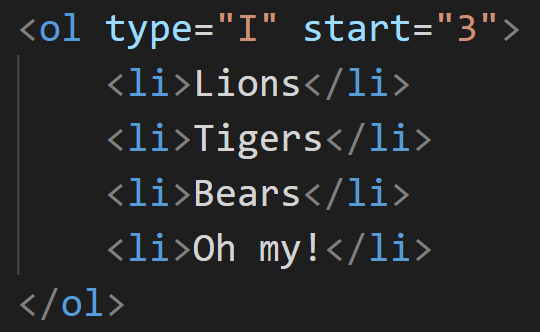 <ol type="I" start="3">
    <li>Lions</li>
    <li>Tigers</li>
    <li>Bears</li>
    <li>Oh my!</li>
</ol>